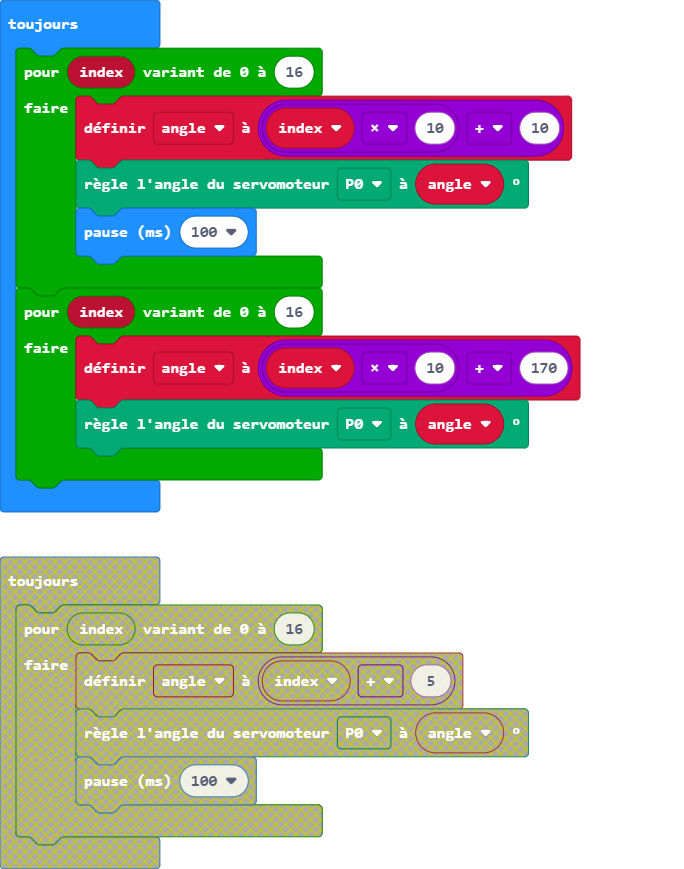 toujours
pour index variant de 0 à 16
faire
définir angle à index × 10 + 10
règle l'angle du servomoteur P0 à angle º
pause (ms) 100
pour index variant de 0 à 16
faire
définir angle à index × 10 + 170
règle l'angle du servomoteur P0 à angle º
toujours
pour index variant de 0 à 16
faire
définir angle à index + 5
règle l'angle du servomoteur P0 à angle º
pause (ms) 100